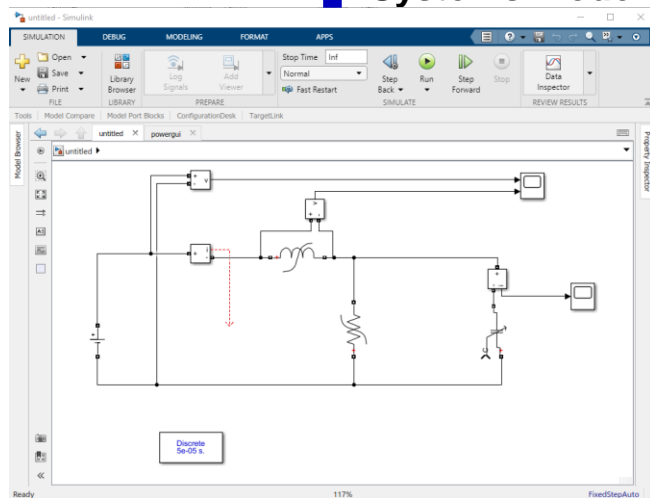 Systems Model
untitled - Simulink
SIMULATION DEBUG MODELING FORMAT APPS
New
Open
Save
Print
FILE
Library
Browser
LIBRARY
Log
Signals
Add
Viewer
PREPARE
Stop Time Inf
Normal
Fast Restart
Step
Back
Run
Step
Forward
Stop
SIMULATE
Data
Inspector
REVIEW RESULTS
Tools Model Compare Model Port Blocks ConfigurationDesk TargetLink
Model Browser
untitled powergui
untitled
Property Inspector
Discrete
5e-05 s.
Ready 117% FixedStepAuto